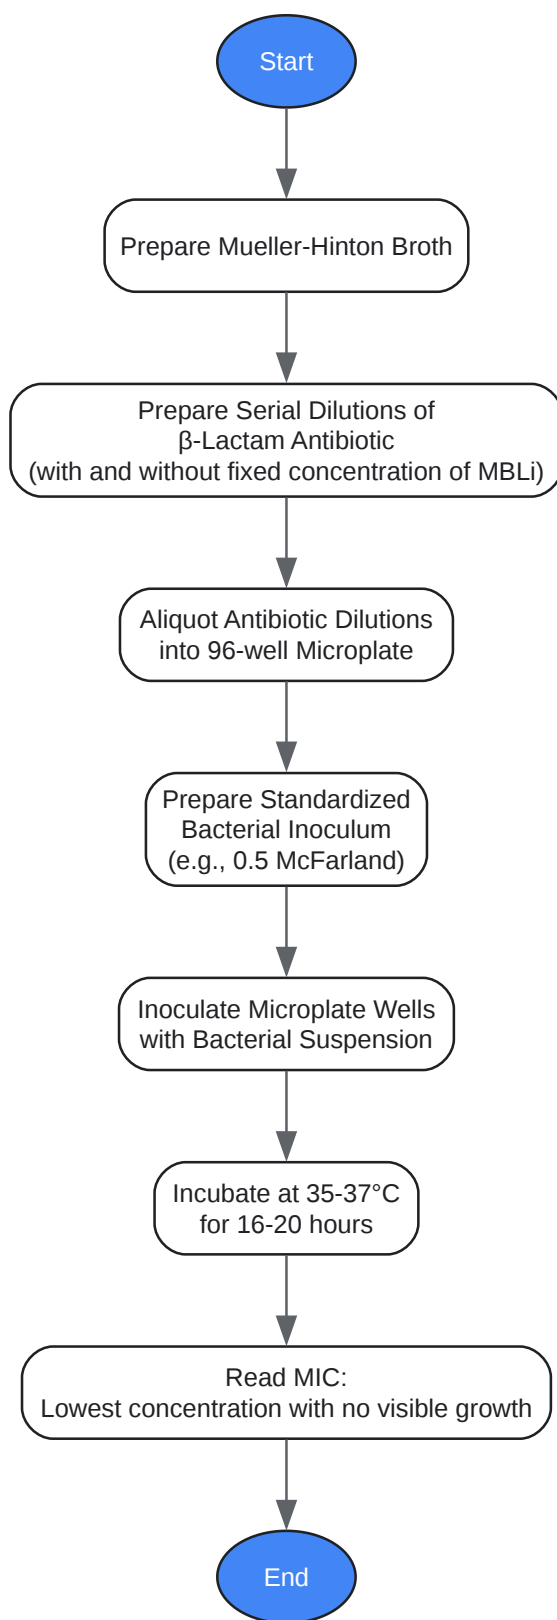 Start
Prepare Mueller-Hinton Broth
Prepare Serial Dilutions of
β-Lactam Antibiotic
(with and without fixed concentration of MBLi)
Aliquot Antibiotic Dilutions
into 96-well Microplate
Prepare Standardized
Bacterial Inoculum
(e.g., 0.5 McFarland)
Inoculate Microplate Wells
with Bacterial Suspension
Incubate at 35-37°C
for 16-20 hours
Read MIC:
Lowest concentration with no visible growth
End